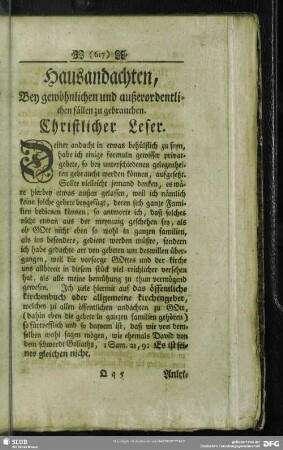 (617)
Hausandachten,
Bey gewöhnlichen und außerordentli-
chen fällen zu gebrauchen.
Christlicher Leser.
Deiner andacht in etwas behülflich zu seyn,
habe ich einige formuln gewisser privat-
gebete, so bey unterschiedenen gelegenhei-
ten gebraucht werden können, aufgesetzt.
Sollte vielleicht jemand denken, es wä-
re hierbey etwas aussen gelassen, weil ich nämlich
keine solche gebete beygefügt, deren sich ganze Fami-
lien bedienen können; so antworte ich, daß solches
nicht etwan aus der meynung geschehen sey, als
ob GOtt nicht eben so wohl in ganzen familien,
als ins besonders, gedienet werden müsse, sondern
ich habe gedachte art von gebeten um deswillen über-
gangen, weil die vorsorge GOttes und der kirche
uns allbereit in diesem stück viel reichlicher versehen
hat, als alle meine bemühung zu thun vermögend
gewesen. Ich ziele hiermit auf das öffentliche
kirchenbuch oder allgemeine kirchengebet,
welches zu allen öffentlichen andachten zu GOtt,
(dahin eben die gebete in ganzen familien gehören)
so fürtrefflich und so bequem ist, daß wir von dem-
selben wohl sagen mögen, wie ehemals David von
dem schwerdt Goliaths, 1 Sam. 21, 9: Es ist sei-
nes gleichen nicht.
Q q 5
SLUB
DFG